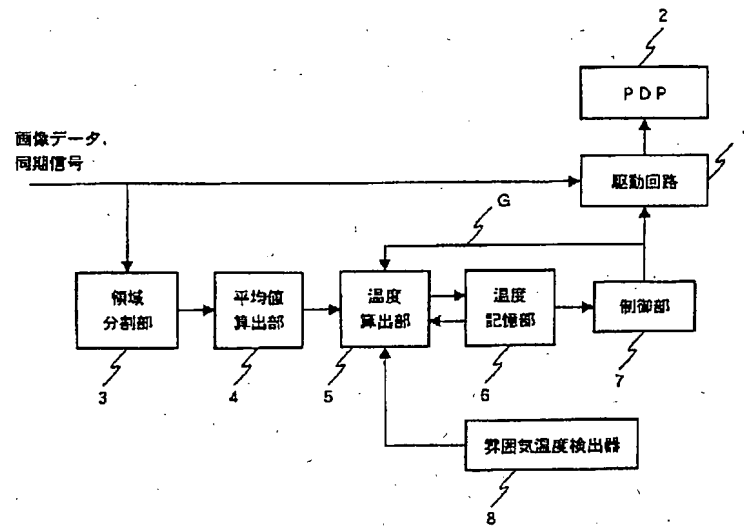 2
PDP
画像データ,
同期信号
駆動回路
G
領域
分割部
平均値
算出部
温度
算出部
温度
記憶部
制御部
3
4
5
6
7
雰囲気温度検出器
8